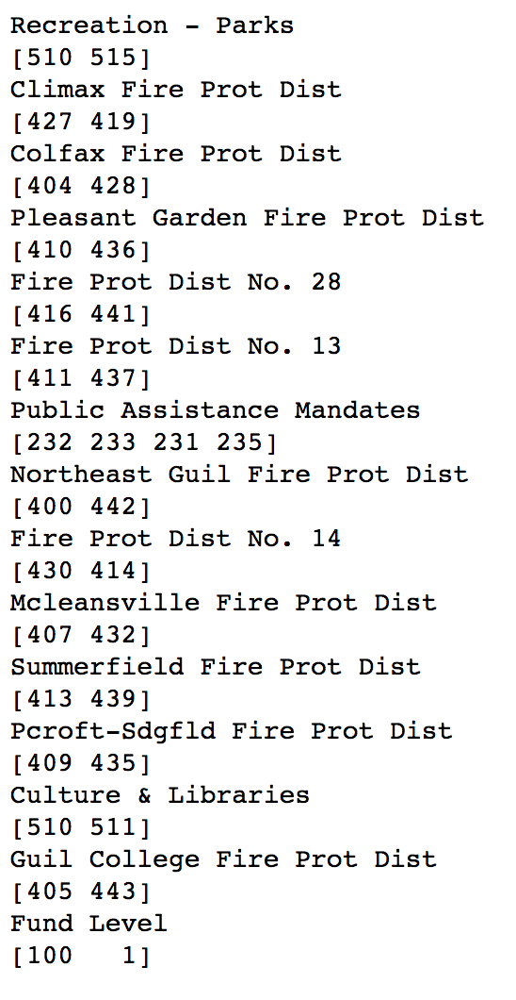 Recreation - Parks
[510 515]
Climax Fire Prot Dist
[427 419]
Colfax Fire Prot Dist
[404 428]
Pleasant Garden Fire Prot Dist
[410 436]
Fire Prot Dist No. 28
[416 441]
Fire Prot Dist No. 13
[411 437]
Public Assistance Mandates
[232 233 231 235]
Northeast Guil Fire Prot Dist
[400 442]
Fire Prot Dist No. 14
[430 414]
Mcleansville Fire Prot Dist
[407 432]
Summerfield Fire Prot Dist
[413 439]
Pcroft-Sdgfld Fire Prot Dist
[409 435]
Culture & Libraries
[510 511]
Guil College Fire Prot Dist
[405 443]
Fund Level
[100   1]